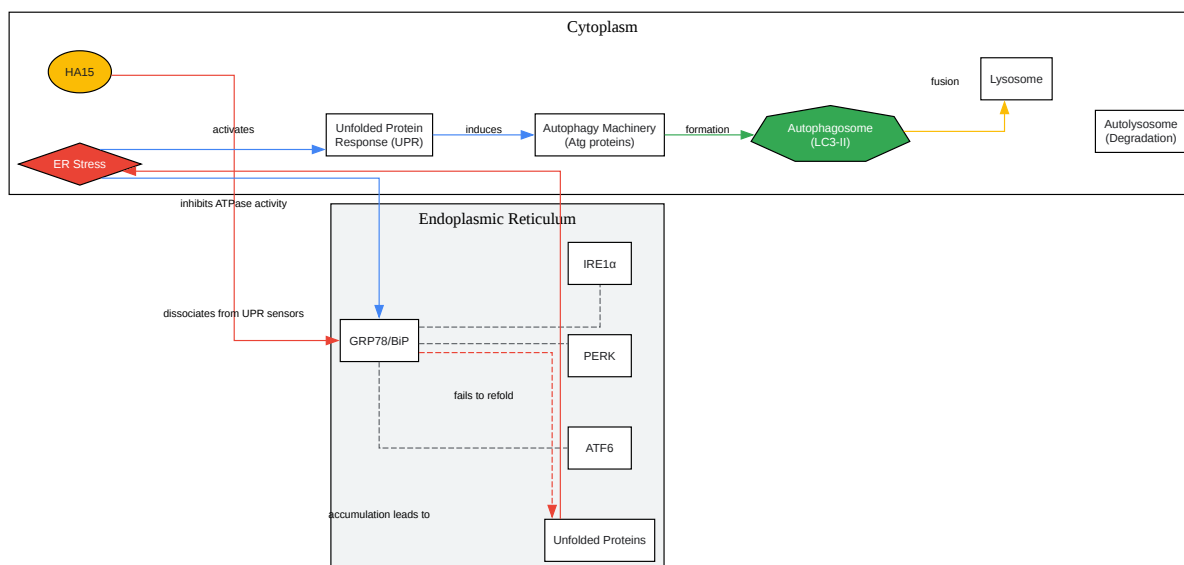 Cytoplasm
HA15
fusion
Lysosome
activates
Unfolded Protein
Response (UPR)
induces
Autophagy Machinery
(Atg proteins)
formation
Autophagosome
(LC3-II)
Autolysosome
(Degradation)
ER Stress
inhibits ATPase activity
Endoplasmic Reticulum
IRE1α
dissociates from UPR sensors
GRP78/BiP
PERK
fails to refold
ATF6
accumulation leads to
Unfolded Proteins